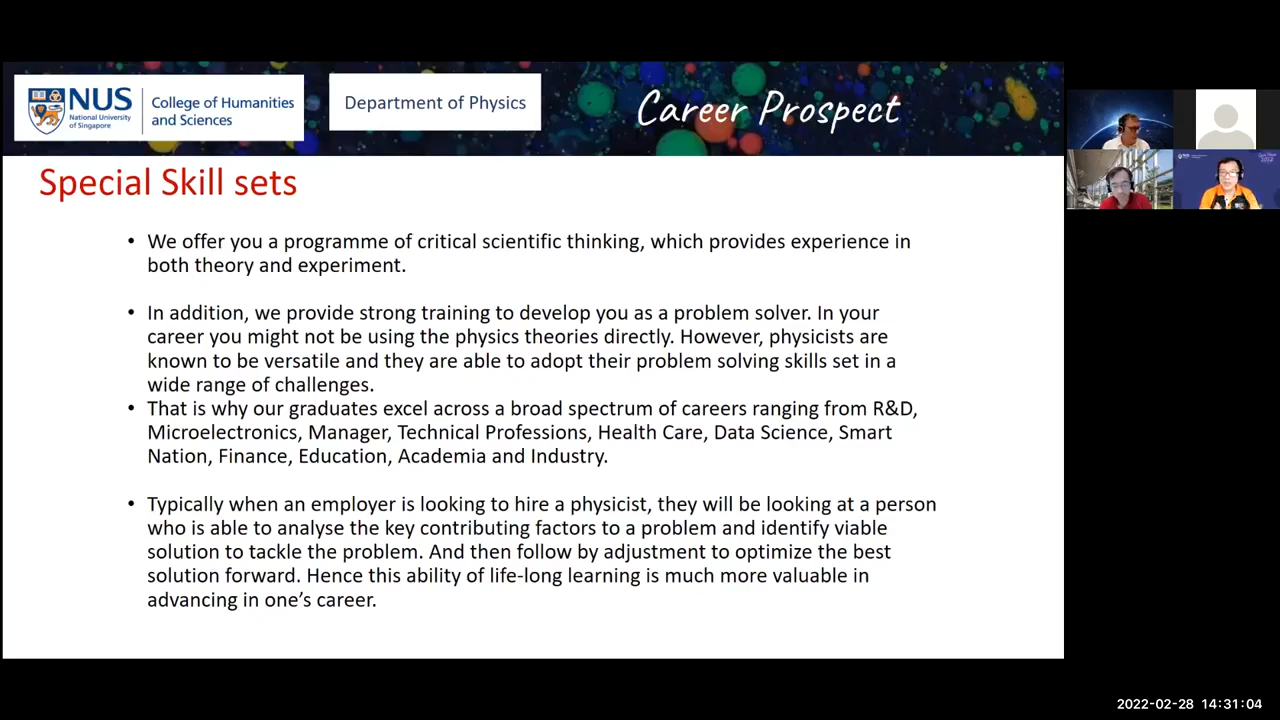 NUS
National University
of Singapore
College of Humanities
and Sciences
Department of Physics
Career Prospect
Special Skill sets
• We offer you a programme of critical scientific thinking, which provides experience in
both theory and experiment.
• In addition, we provide strong training to develop you as a problem solver. In your
career you might not be using the physics theories directly. However, physicists are
known to be versatile and they are able to adopt their problem solving skills set in a
wide range of challenges.
• That is why our graduates excel across a broad spectrum of careers ranging from R&D,
Microelectronics, Manager, Technical Professions, Health Care, Data Science, Smart
Nation, Finance, Education, Academia and Industry.
• Typically when an employer is looking to hire a physicist, they will be looking at a person
who is able to analyse the key contributing factors to a problem and identify viable
solution to tackle the problem. And then follow by adjustment to optimize the best
solution forward. Hence this ability of life-long learning is much more valuable in
advancing in one's career.
2022-02-28 14:31:04